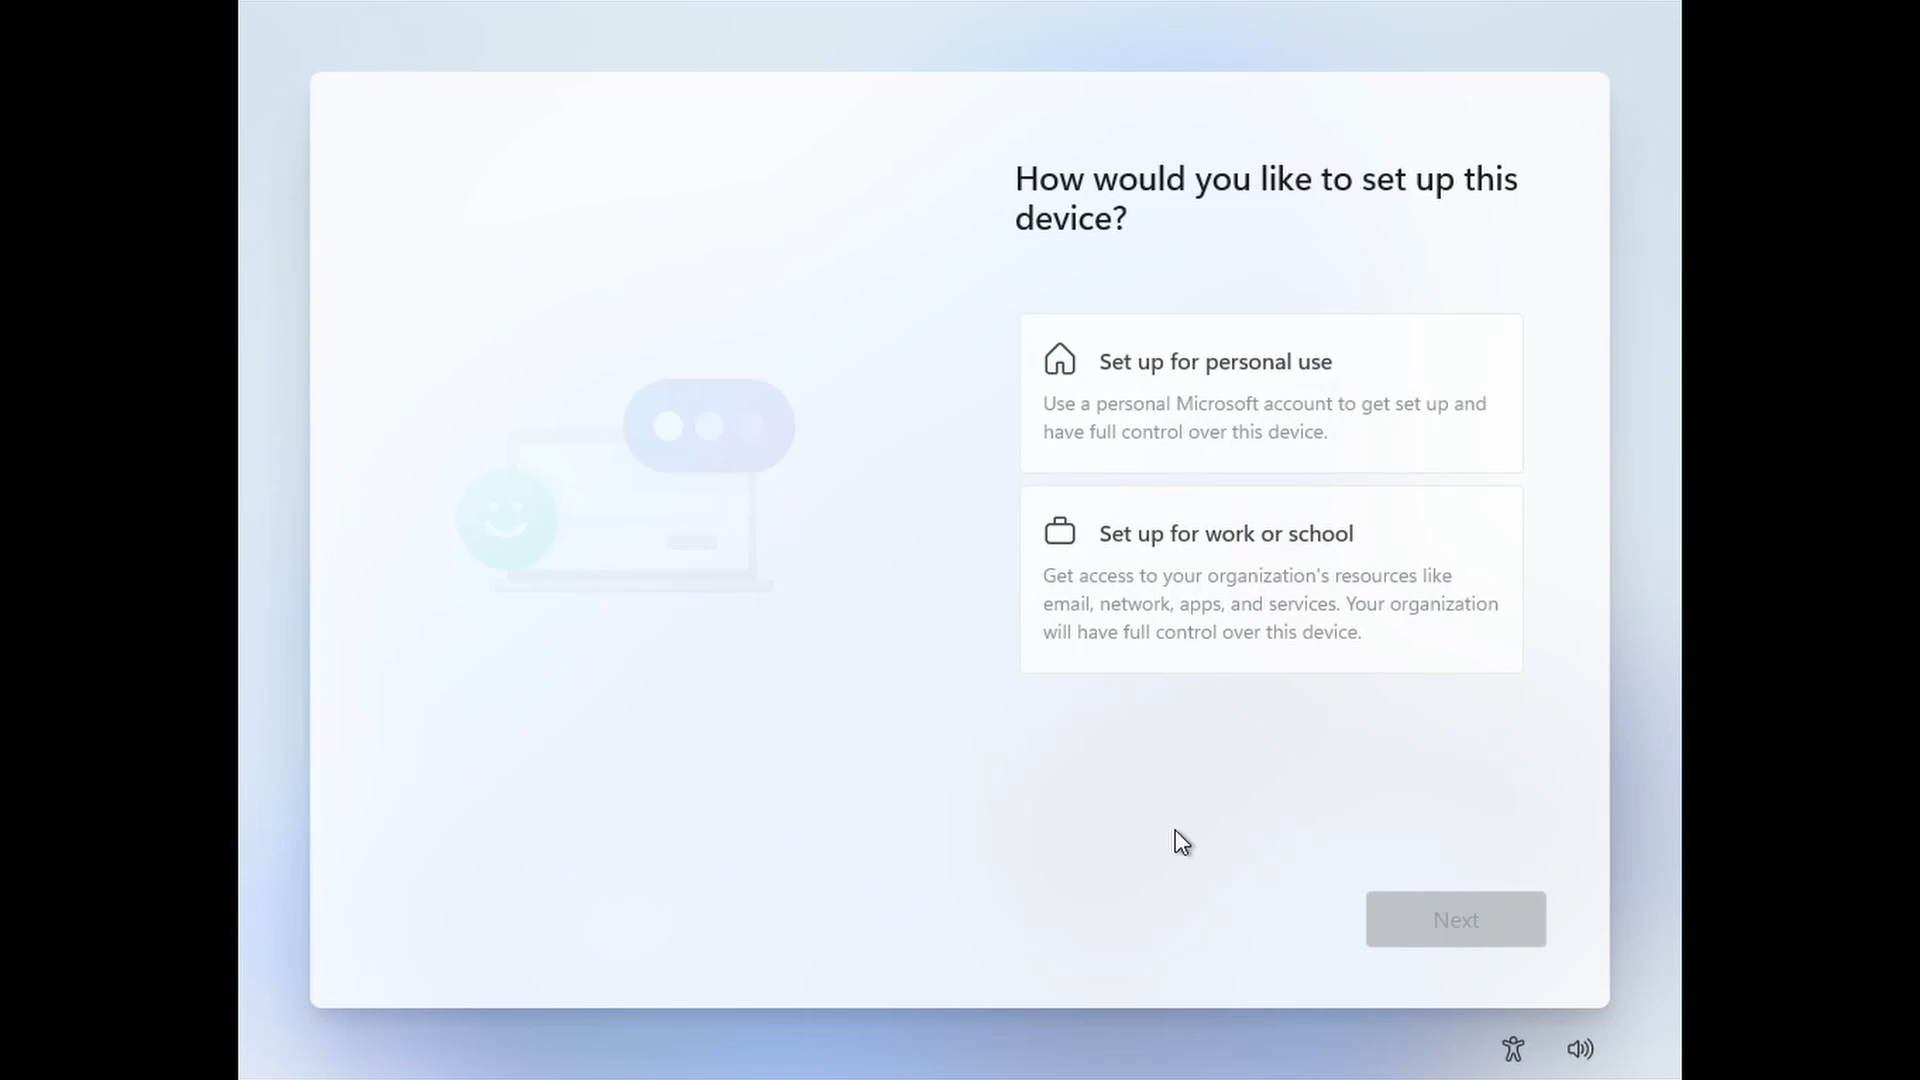 How would you like to set up this
device?
Set up for personal use
Use a personal Microsoft account to get set up and
have full control over this device.
Set up for work or school
Get access to your organization's resources like
email, network, apps, and services. Your organization
will have full control over this device.
Next